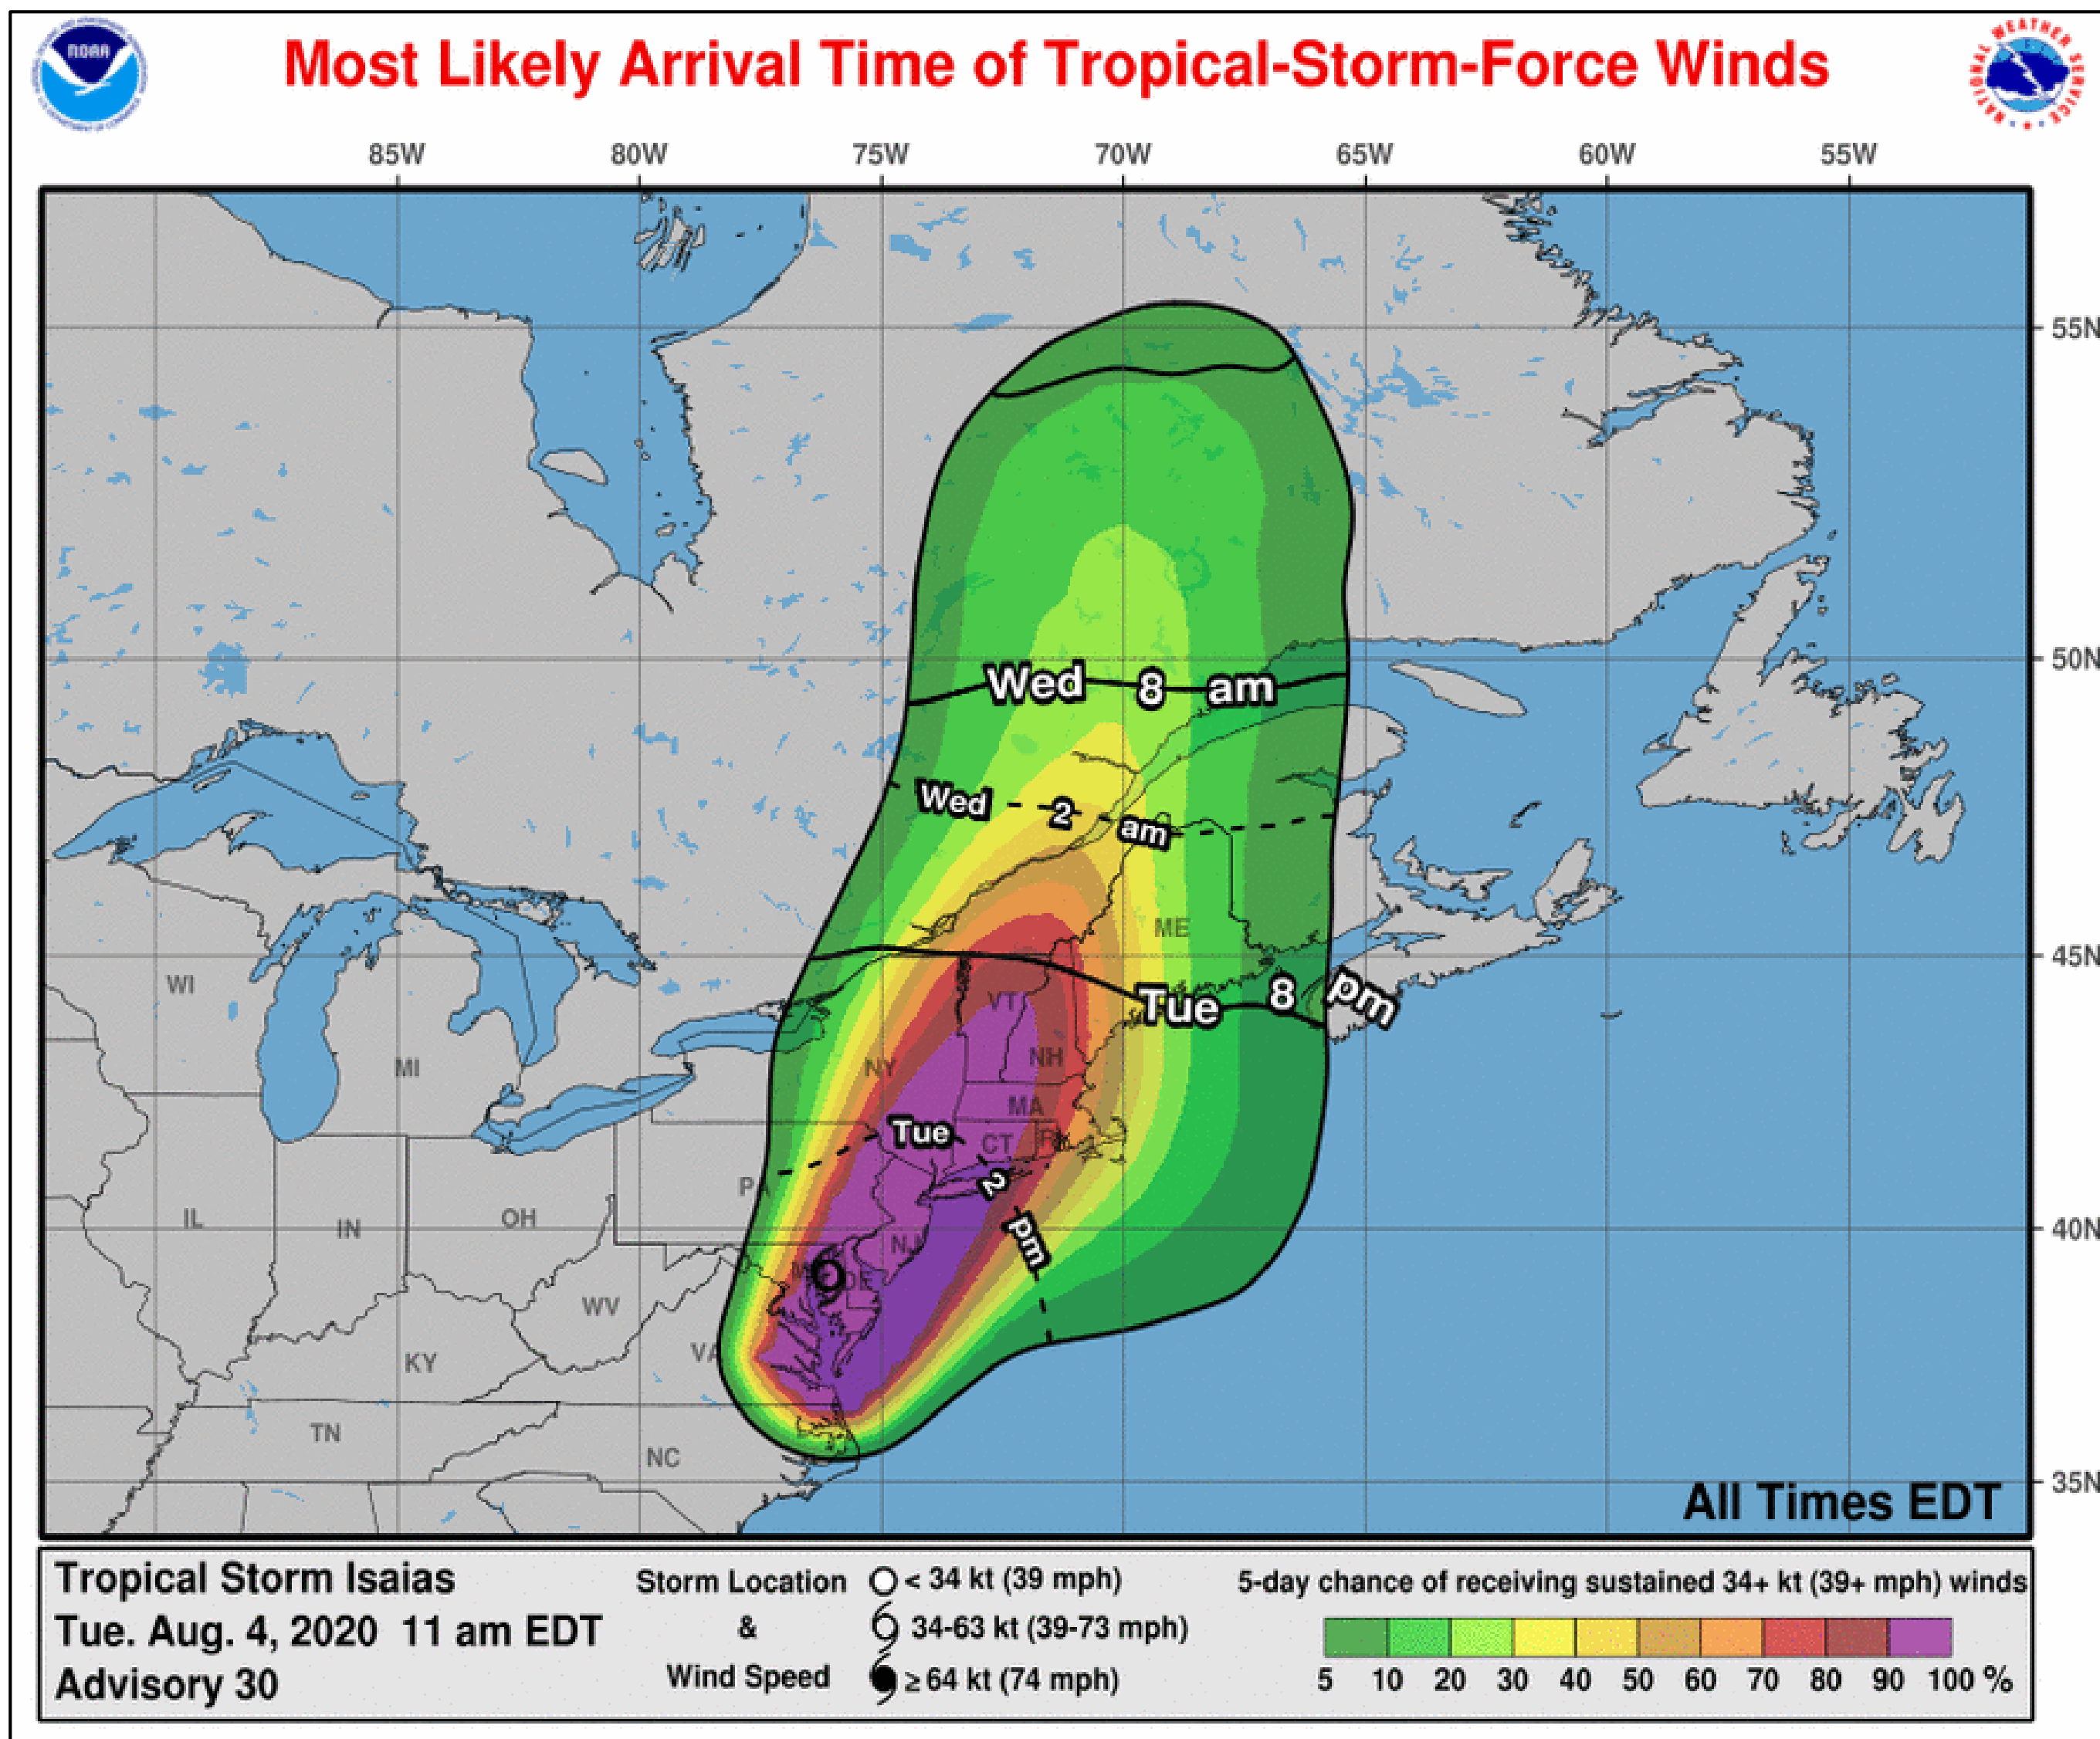 NOAA
Most Likely Arrival Time of Tropical-Storm-Force Winds
NATIONAL WEATHER SERVICE
85W 80W 75W 70W 65W 60W 55W
55N
50N
Wed 8 am
Wed 2 am
ME
45N
WI
Tue 8 pm
VT
MI
NY
NH
MA
Tue 2 pm
CT
PA
IL
IN
OH
40N
NJ
DE
WV
VA
KY
TN
NC
35N
All Times EDT
Tropical Storm Isaias
Tue. Aug. 4, 2020 11 am EDT
Advisory 30
Storm Location
&
Wind Speed
< 34 kt (39 mph)
34-63 kt (39-73 mph)
≥ 64 kt (74 mph)
5-day chance of receiving sustained 34+ kt (39+ mph) winds
5 10 20 30 40 50 60 70 80 90 100 %